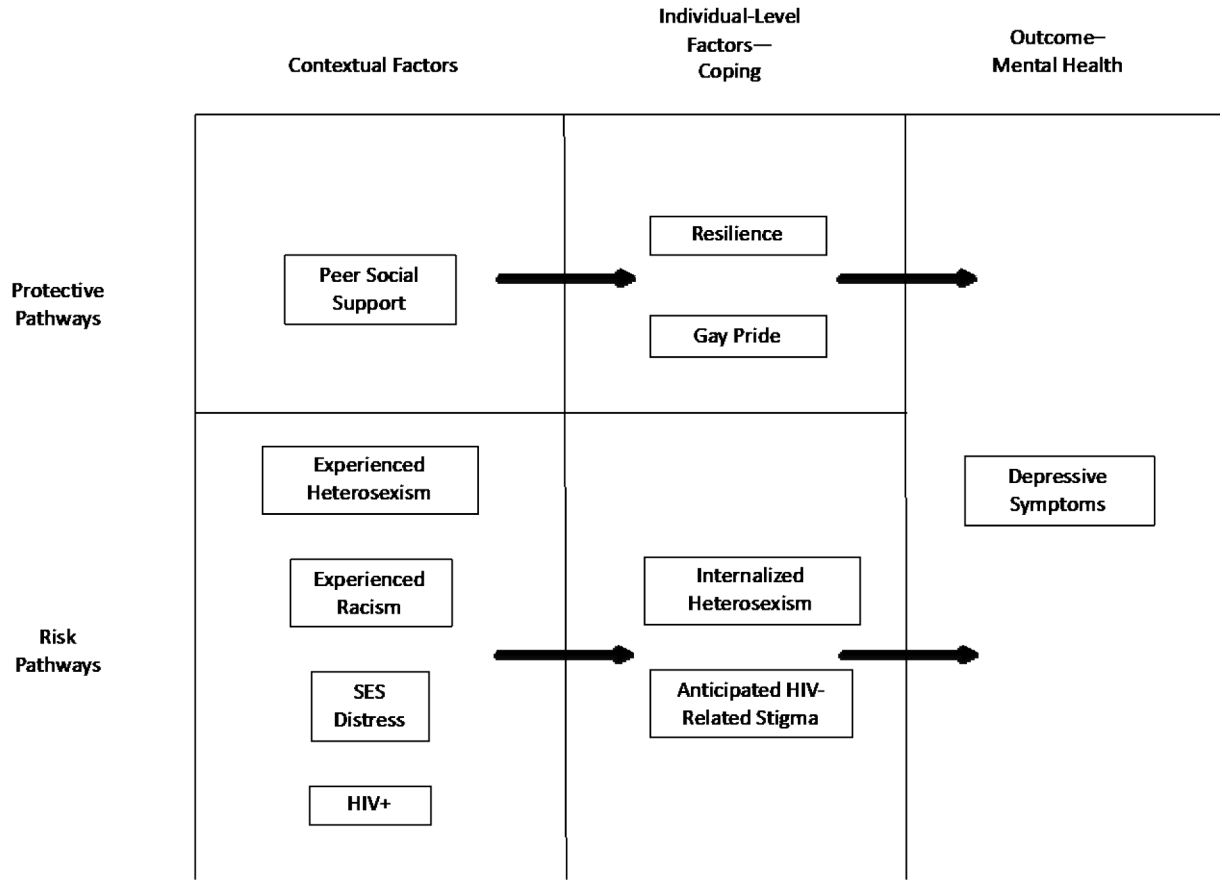 Contextual Factors
Individual-Level
Factors—
Coping
Outcome–
Mental Health
Protective
Pathways
Peer Social
Support
Resilience
Gay Pride
Risk
Pathways
Experienced
Heterosexism
Experienced
Racism
SES
Distress
HIV+
Internalized
Heterosexism
Anticipated HIV-
Related Stigma
Depressive
Symptoms